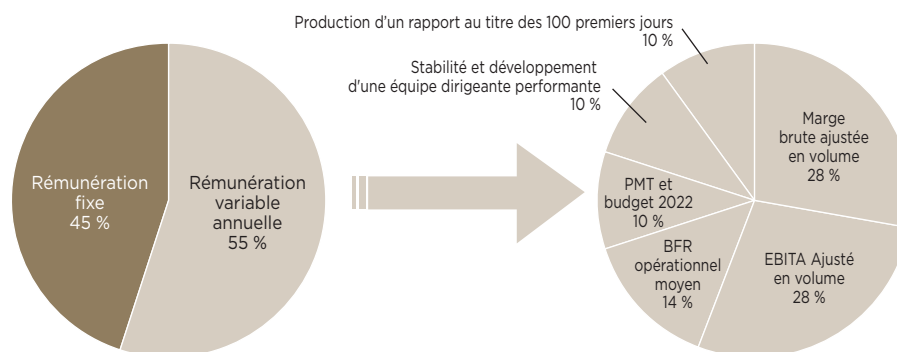 Production d'un rapport au titre des 100 premiers jours
10 %
Stabilité et développement
d'une équipe dirigeante performante
10 %
Rémunération
fixe
45 %
Rémunération
variable
annuelle
55 %
Marge
brute ajustée
en volume
28 %
PMT et
budget 2022
10 %
BFR
opérationnel
moyen
14 %
EBITA Ajusté
en volume
28 %